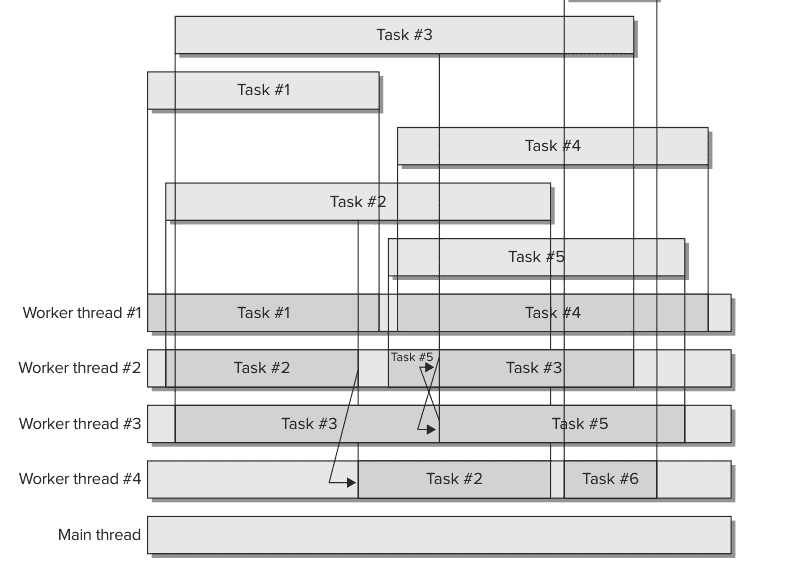 Task #3
Task #1
Task #4
Task #2
Task #5
Worker thread #1 Task #1 Task #4
Worker thread #2 Task #2 Task #5 Task #3
Worker thread #3 Task #3 Task #5
Worker thread #4 Task #2 Task #6
Main thread